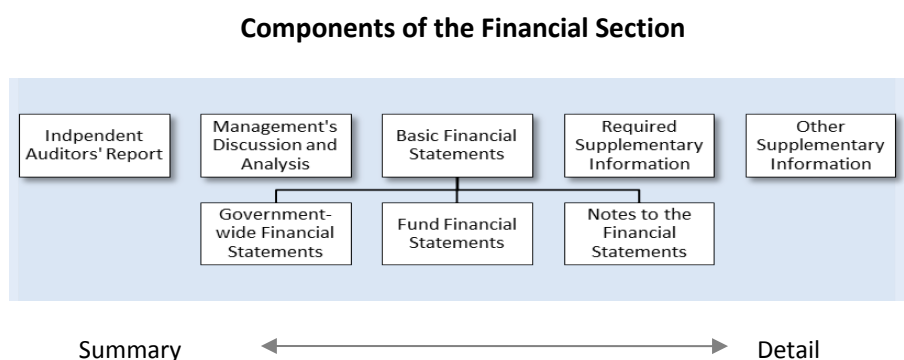 Components of the Financial Section
Indpendent
Auditors' Report
Management's
Discussion and
Analysis
Basic Financial
Statements
Required
Supplementary
Information
Other
Supplementary
Information
Government-
wide Financial
Statements
Fund Financial
Statements
Notes to the
Financial
Statements
Summary
Detail